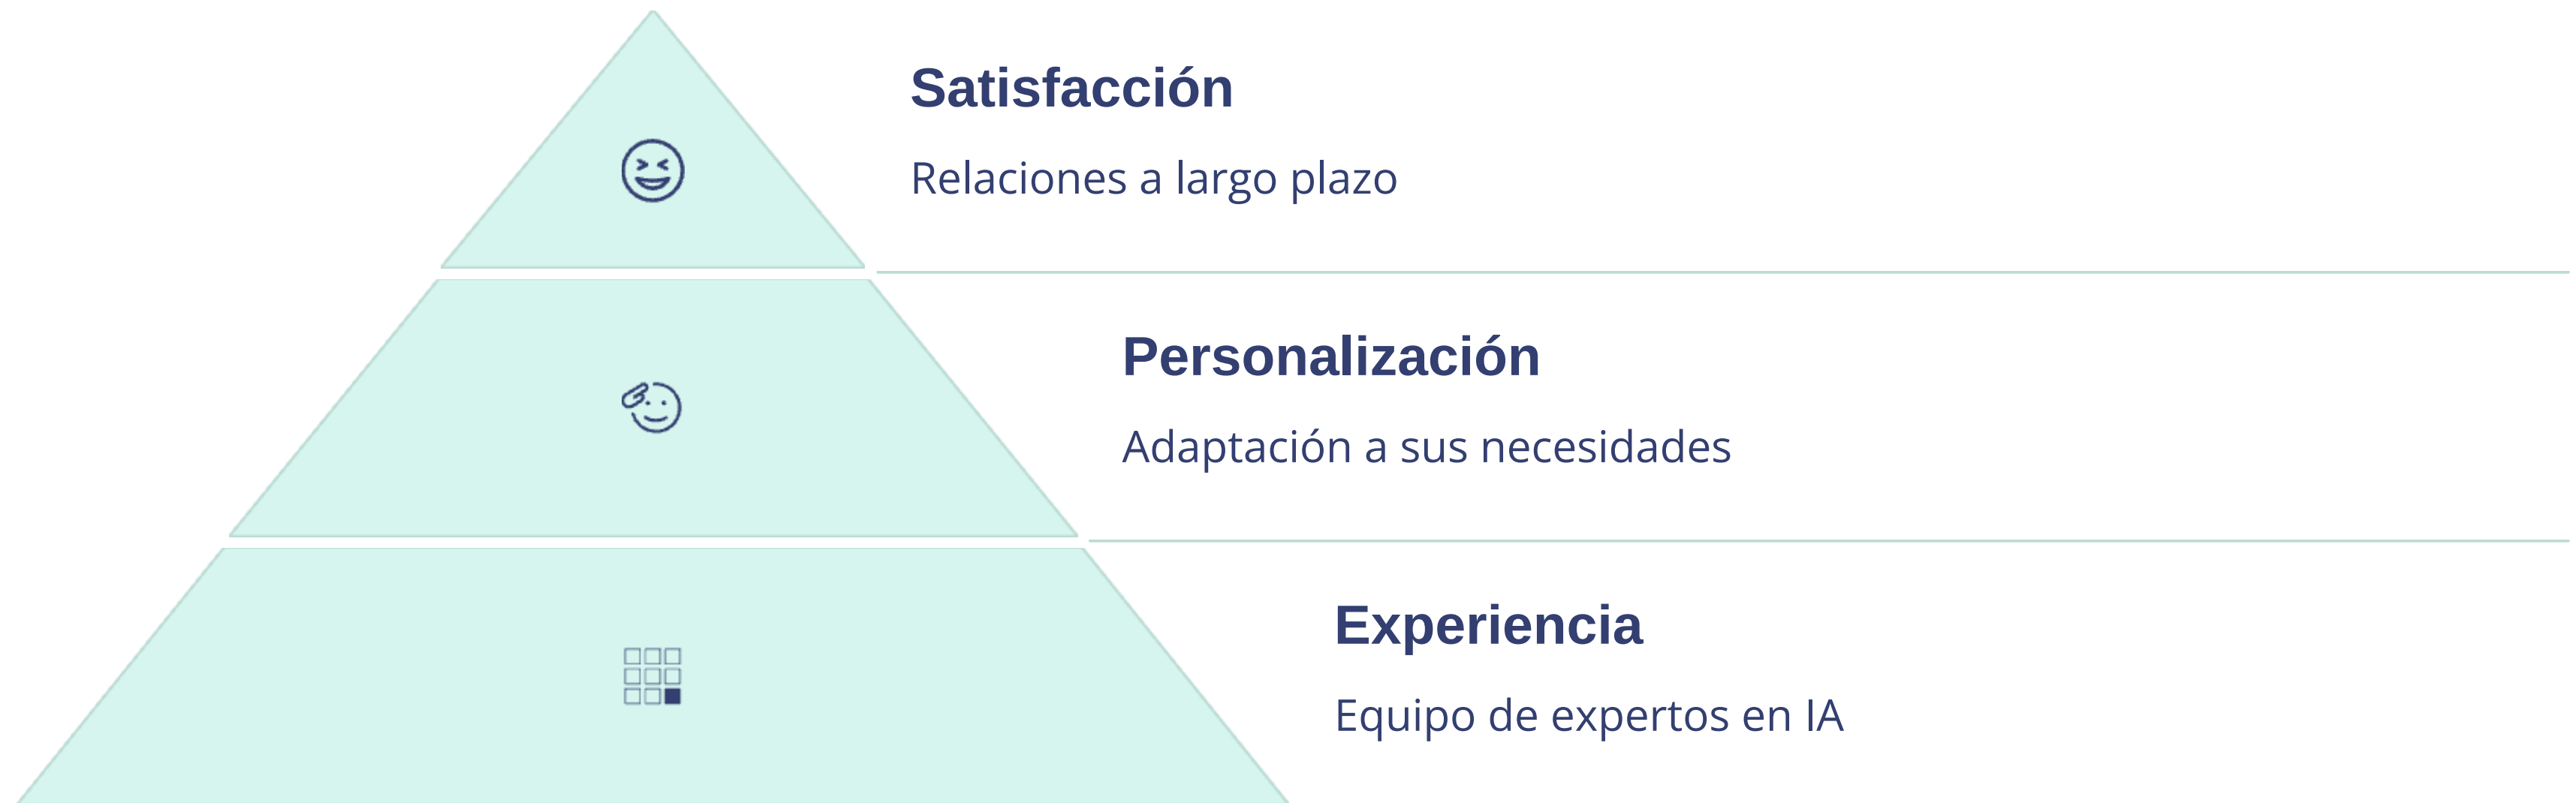 Satisfacción
Relaciones a largo plazo
Personalización
Adaptación a sus necesidades
Experiencia
Equipo de expertos en IA